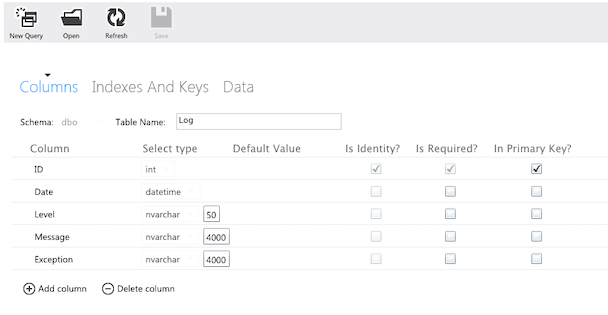 New Query Open Refresh Save
Columns Indexes And Keys Data
Schema: dbo Table Name: Log
Column Select type Default Value Is Identity? Is Required? In Primary Key?
ID int
Date datetime
Level nvarchar 50
Message nvarchar 4000
Exception nvarchar 4000
Add column Delete column